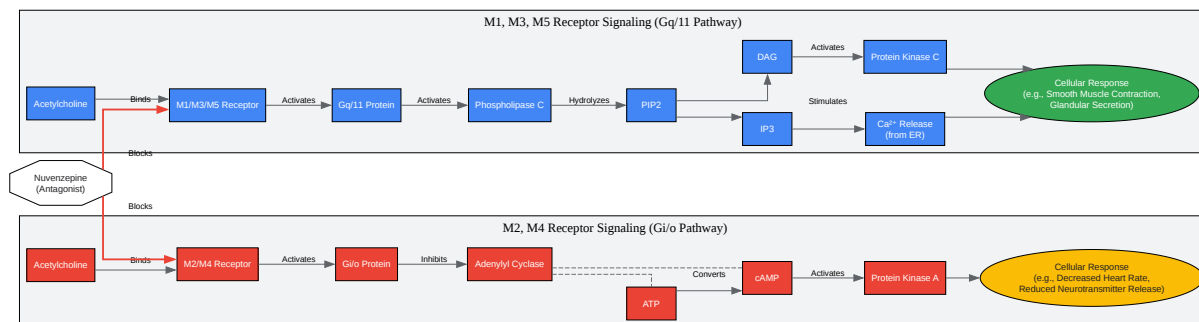 M1, M3, M5 Receptor Signaling (Gq/11 Pathway)
Acetylcholine
Binds
M1/M3/M5 Receptor
Activates
Gq/11 Protein
Activates
Phospholipase C
Hydrolyzes
PIP2
DAG
Activates
Protein Kinase C
IP3
Stimulates
Ca²⁺ Release
(from ER)
Cellular Response
(e.g., Smooth Muscle Contraction,
Glandular Secretion)
Blocks
Nuvenzepine
(Antagonist)
Blocks
M2, M4 Receptor Signaling (Gi/o Pathway)
Acetylcholine
Binds
M2/M4 Receptor
Activates
Gi/o Protein
Inhibits
Adenylyl Cyclase
ATP
Converts
cAMP
Activates
Protein Kinase A
Cellular Response
(e.g., Decreased Heart Rate,
Reduced Neurotransmitter Release)